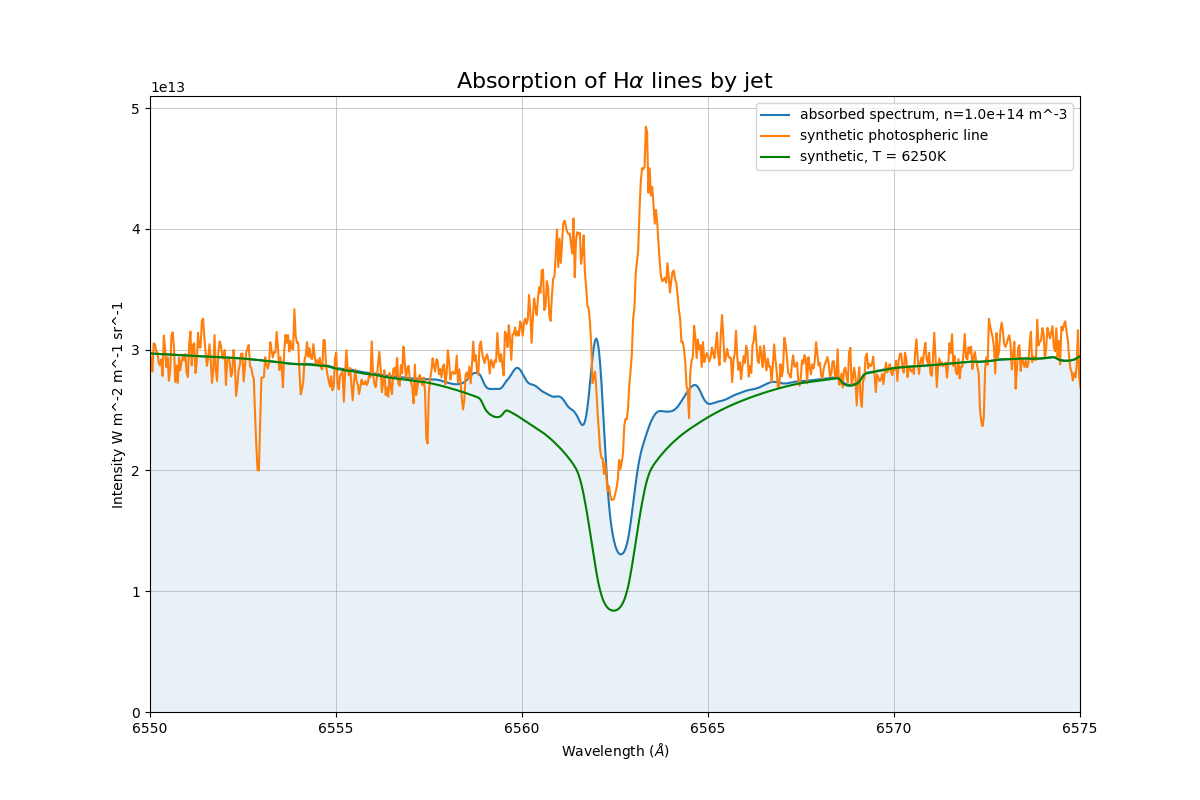 Absorption of Hα lines by jet
1e13
absorbed spectrum, n=1.0e+14 m^-3
synthetic photospheric line
synthetic, T = 6250K
5
4
3
2
1
0
Intensity W m^-2 m^-1 sr^-1
6550 6555 6560 6565 6570 6575
Wavelength (Å)